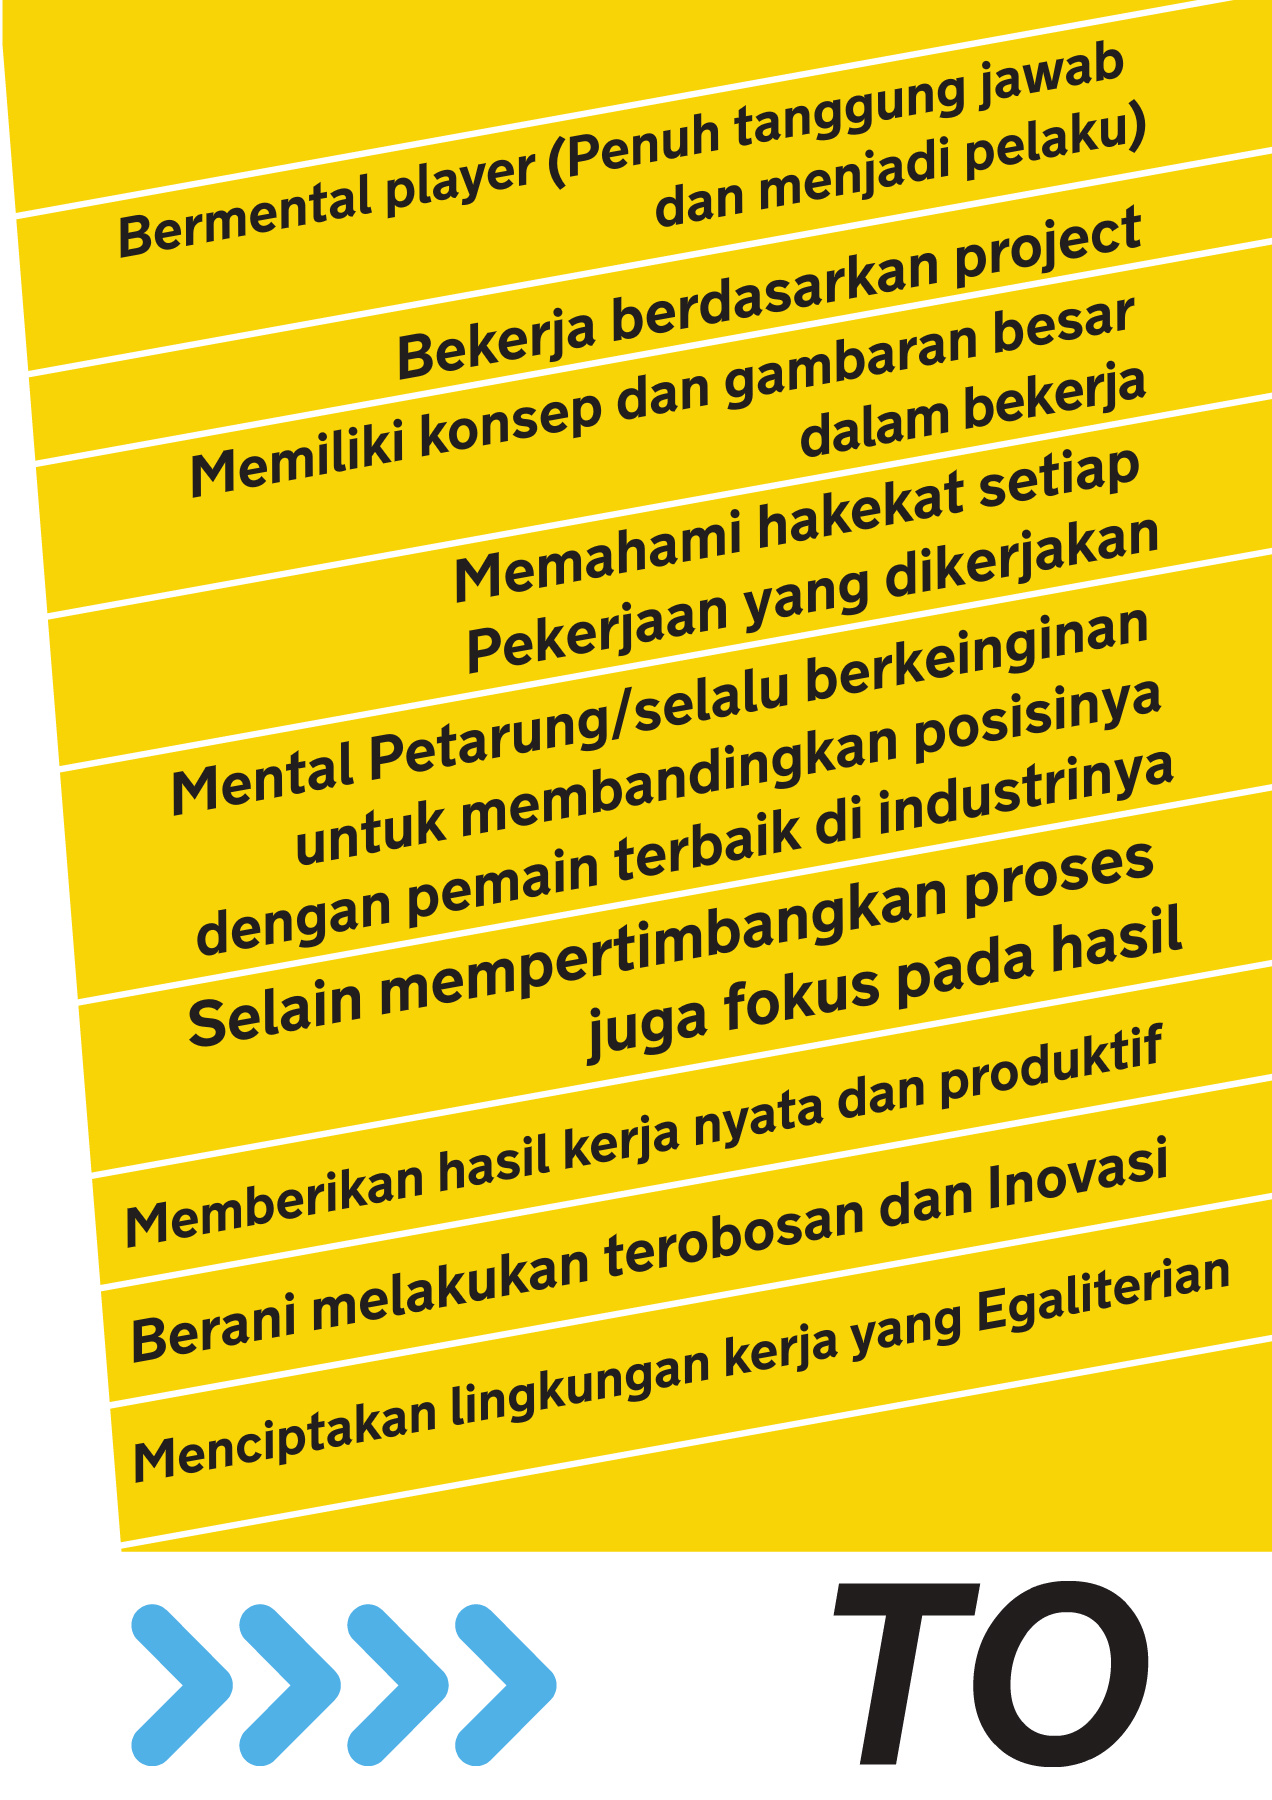 Bermental player (Penuh tanggung jawab
dan menjadi pelaku)
Bekerja berdasarkan project
Memiliki konsep dan gambaran besar
dalam bekerja
Memahami hakekat setiap
Pekerjaan yang dikerjakan
Mental Petarung/selalu berkeinginan
untuk membandingkan posisinya
dengan pemain terbaik di industrinya
Selain mempertimbangkan proses
juga fokus pada hasil
Memberikan hasil kerja nyata dan produktif
Berani melakukan terobosan dan Inovasi
Menciptakan lingkungan kerja yang Egaliterian
TO